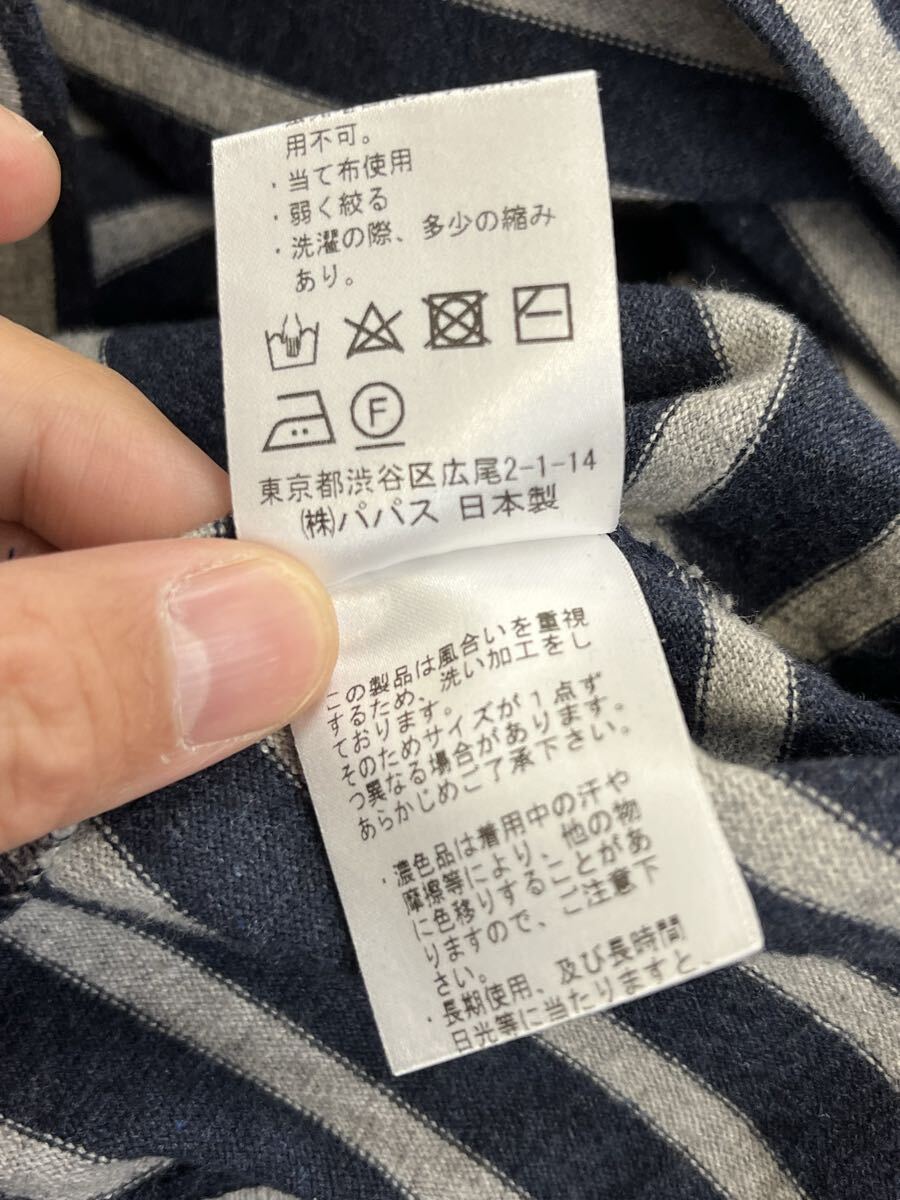 用不可。
・当て布使用
・弱く絞る
・洗濯の際、多少の縮み
あり。
F
東京都渋谷区広尾2-1-14
㈱パパス 日本製
この製品は風合いを重視
するため、洗い加工をし
ております。
そのためサイズが1点ず
つ異なる場合があります。
あらかじめご了承下さい。
・濃色品は着用中の汗や
摩擦等により、他の物
に色移りすることがあ
りますので、ご注意下
さい。
・長期使用、及び長時間
日光等に当たりますと、